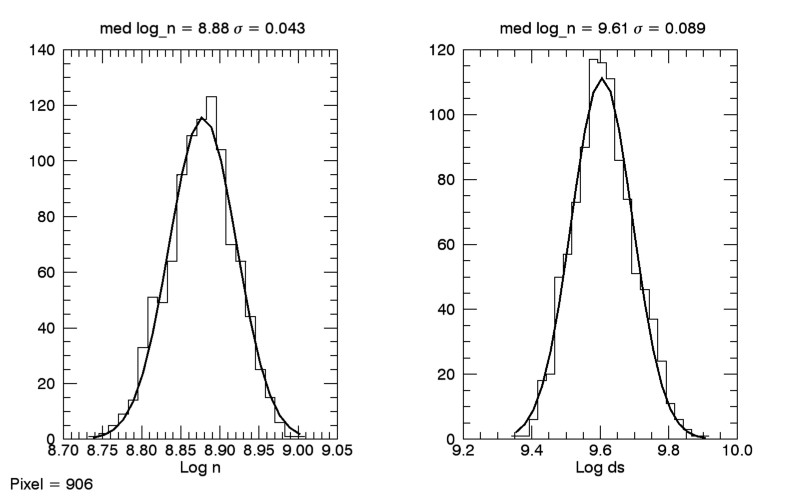 med log_n = 8.88 σ = 0.043
140
120
100
80
60
40
20
0
8.70 8.75 8.80 8.85 8.90 8.95 9.00 9.05
Log n
med log_n = 9.61 σ = 0.089
120
100
80
60
40
20
0
9.2 9.4 9.6 9.8 10.0
Log ds
Pixel = 906